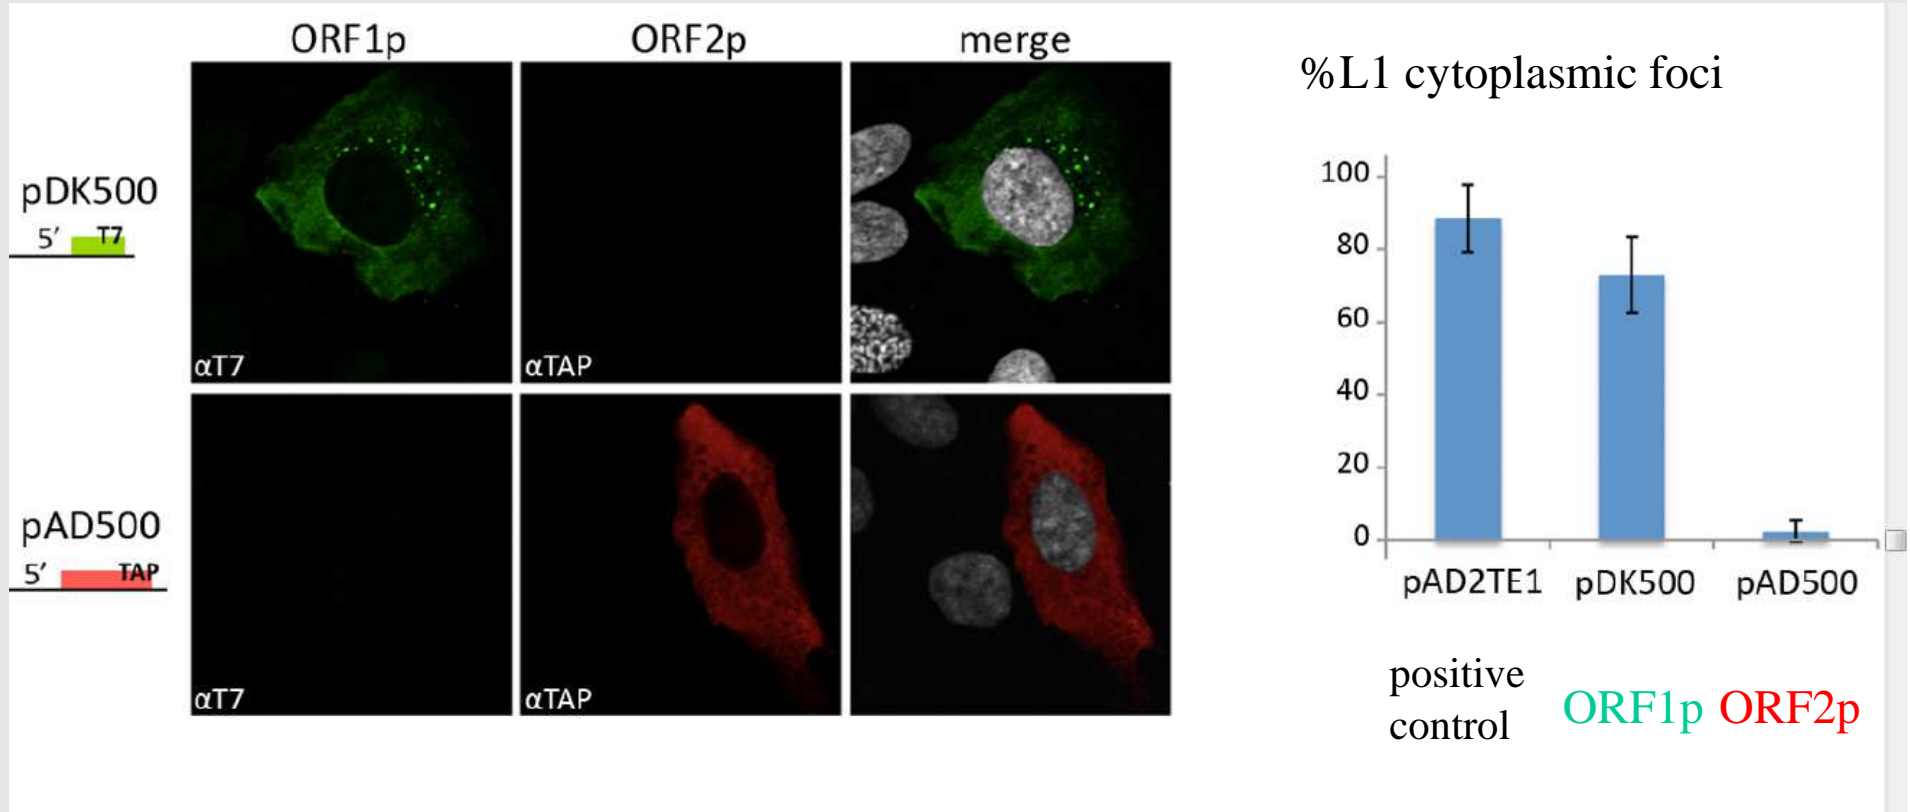 ORF1p ORF2p merge
%L1 cytoplasmic foci
pDK500
5′ T7
αT7 αTAP
pAD500
5′ TAP
αT7 αTAP
100
80
60
40
20
0
pAD2TE1 pDK500 pAD500
positive
control
ORF1p ORF2p